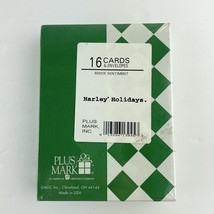 16 CARDS
& ENVELOPES
INSIDE SENTIMENT
Harley' Holidays.
PLUS
MARK,
INC.
PLUS
MARK
GMCC Inc., Cleveland, OH 44144
Made in USA